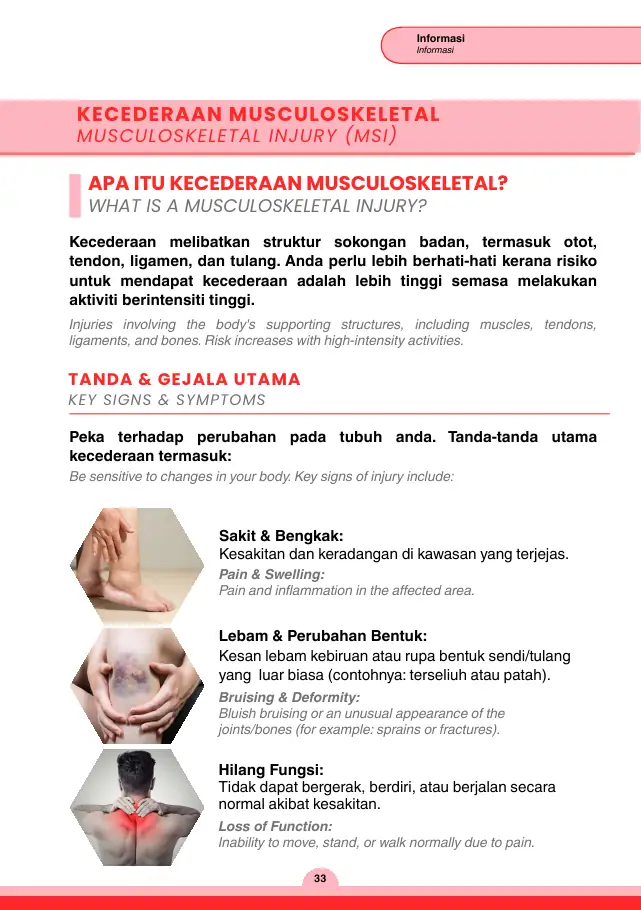 Informasi
Informasi
KECEDERAAN MUSCULOSKELETAL
MUSCULOSKELETAL INJURY (MSI)
APA ITU KECEDERAAN MUSCULOSKELETAL?
WHAT IS A MUSCULOSKELETAL INJURY?
Kecederaan melibatkan struktur sokongan badan, termasuk otot,
tendon, ligamen, dan tulang. Anda perlu lebih berhati-hati kerana risiko
untuk mendapat kecederaan adalah lebih tinggi semasa melakukan
aktiviti berintensiti tinggi.
Injuries involving the body's supporting structures, including muscles, tendons,
ligaments, and bones. Risk increases with high-intensity activities.
TANDA & GEJALA UTAMA
KEY SIGNS & SYMPTOMS
Peka terhadap perubahan pada tubuh anda. Tanda-tanda utama
kecederaan termasuk:
Be sensitive to changes in your body. Key signs of injury include:
Sakit & Bengkak:
Kesakitan dan keradangan di kawasan yang terjejas.
Pain & Swelling:
Pain and inflammation in the affected area.
Lebam & Perubahan Bentuk:
Kesan lebam kebiruan atau rupa bentuk sendi/tulang
yang luar biasa (contohnya: terseliuh atau patah).
Bruising & Deformity:
Bluish bruising or an unusual appearance of the
joints/bones (for example: sprains or fractures).
Hilang Fungsi:
Tidak dapat bergerak, berdiri, atau berjalan secara
normal akibat kesakitan.
Loss of Function:
Inability to move, stand, or walk normally due to pain.
33